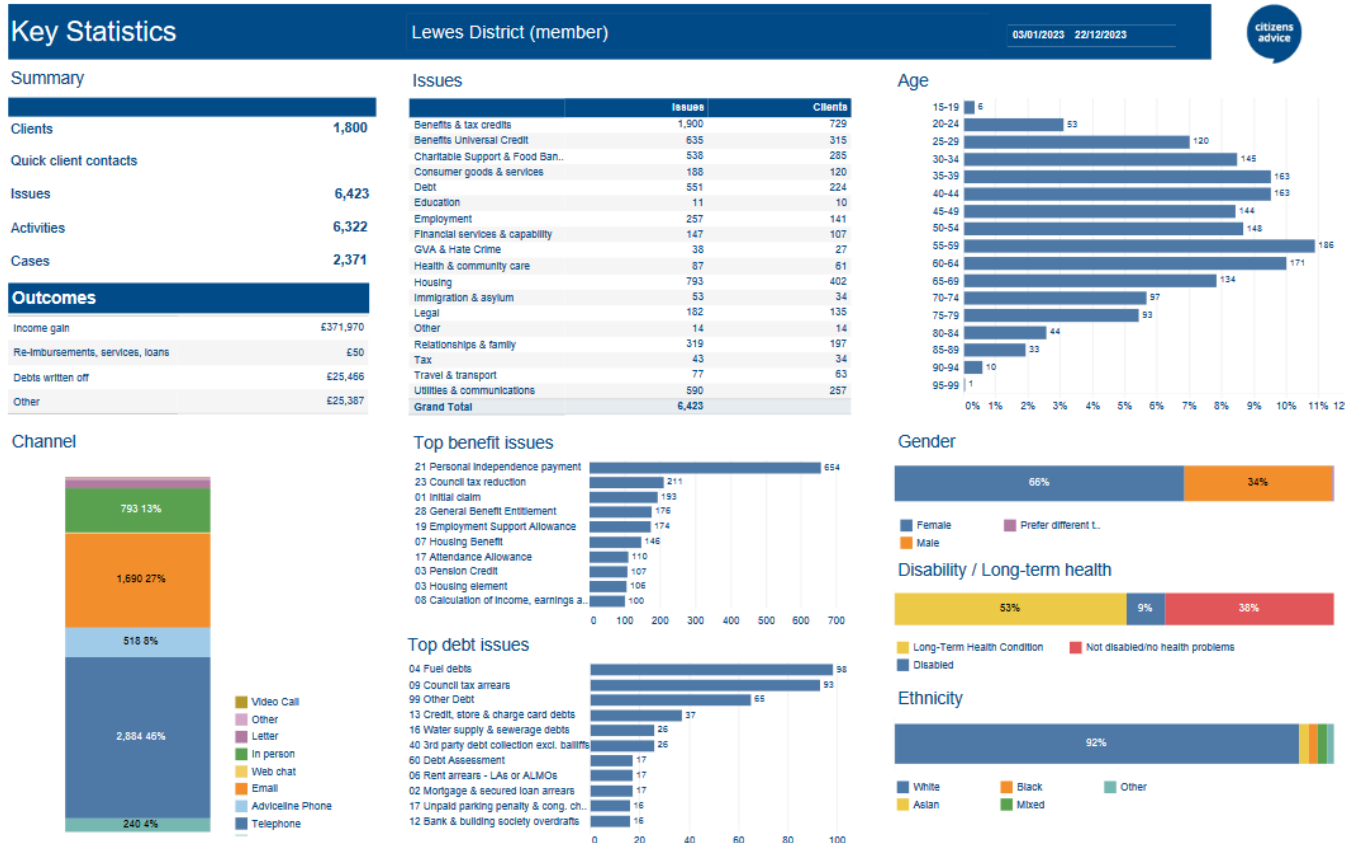 Key Statistics
Lewes District (member)
03/01/2023 22/12/2023
citizens
advice
Summary
Clients 1,800
Quick client contacts
Issues 6,423
Activities 6,322
Cases 2,371
Outcomes
Income gain £371,970
Re-imbursements, services, loans £50
Debts written off £25,466
Other £25,387
Issues
Issues Clients
Benefits & tax credits 1,900 729
Benefits Universal Credit 635 315
Charitable Support & Food Ban.. 538 285
Consumer goods & services 188 120
Debt 551 224
Education 11 10
Employment 257 141
Financial services & capability 147 107
GVA & Hate Crime 38 27
Health & community care 87 61
Housing 793 402
Immigration & asylum 53 34
Legal 182 135
Other 14 14
Relationships & family 319 197
Tax 43 34
Travel & transport 77 63
Utilities & communications 590 257
Grand Total 6,423
Age
15-19 6
20-24 53
25-29 120
30-34 145
35-39 163
40-44 163
45-49 144
50-54 148
55-59 186
60-64 171
65-69 134
70-74 97
75-79 93
80-84 44
85-89 33
90-94 10
95-99 1
0% 1% 2% 3% 4% 5% 6% 7% 8% 9% 10% 11% 12
Channel
793 13%
1,690 27%
518 8%
2,884 46%
240 4%
Video Call
Other
Letter
In person
Web chat
Email
Adviceline Phone
Telephone
Top benefit issues
21 Personal independence payment 654
23 Council tax reduction 211
01 Initial claim 193
28 General Benefit Entitlement 176
19 Employment Support Allowance 174
07 Housing Benefit 146
17 Attendance Allowance 110
03 Pension Credit 107
03 Housing element 106
08 Calculation of income, earnings a.. 100
0 100 200 300 400 500 600 700
Top debt issues
04 Fuel debts 98
09 Council tax arrears 93
99 Other Debt 65
13 Credit, store & charge card debts 37
16 Water supply & sewerage debts 26
40 3rd party debt collection excl. bailiffs 26
60 Debt Assessment 17
06 Rent arrears - LAs or ALMOs 17
02 Mortgage & secured loan arrears 17
17 Unpaid parking penalty & cong. ch.. 16
12 Bank & building society overdrafts 16
0 20 40 60 80 100
Gender
66% 34%
Female Prefer different t..
Male
Disability / Long-term health
53% 9% 38%
Long-Term Health Condition Not disabled/no health problems
Disabled
Ethnicity
92%
White Black Other
Asian Mixed